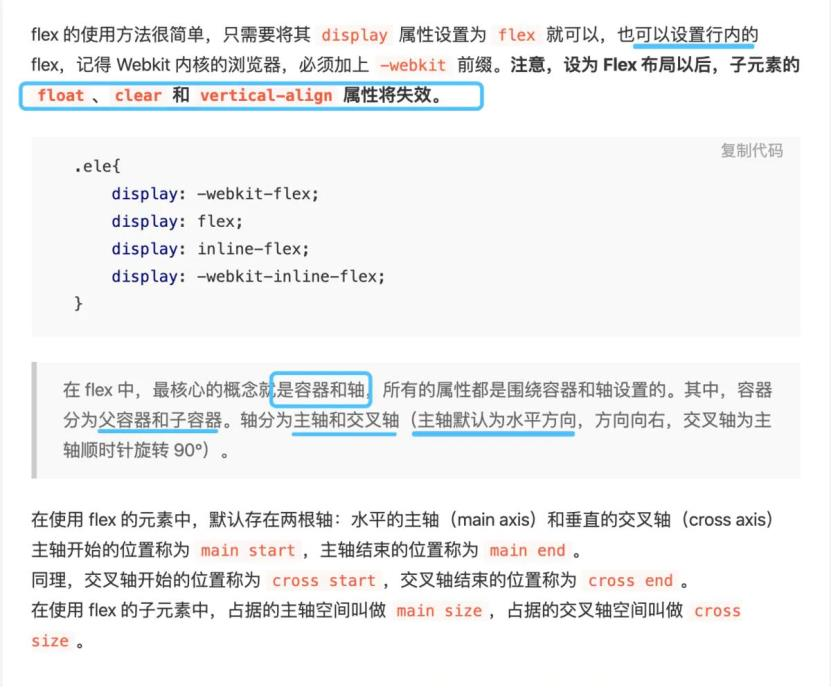 flex 的使用方法很简单，只需要将其 display 属性设置为 flex 就可以，也可以设置行内的
flex，记得 Webkit 内核的浏览器，必须加上 -webkit 前缀。注意，设为 Flex 布局以后，子元素的
float 、 clear 和 vertical-align 属性将失效。
复制代码
.ele{
display: -webkit-flex;
display: flex;
display: inline-flex;
display: -webkit-inline-flex;
}
在 flex 中，最核心的概念就是容器和轴，所有的属性都是围绕容器和轴设置的。其中，容器
分为父容器和子容器。轴分为主轴和交叉轴（主轴默认为水平方向，方向向右，交叉轴为主
轴顺时针旋转 90°）。
在使用 flex 的元素中，默认存在两根轴：水平的主轴（main axis）和垂直的交叉轴（cross axis）
主轴开始的位置称为 main start ，主轴结束的位置称为 main end 。
同理，交叉轴开始的位置称为 cross start ，交叉轴结束的位置称为 cross end 。
在使用 flex 的子元素中，占据的主轴空间叫做 main size ，占据的交叉轴空间叫做 cross
size 。